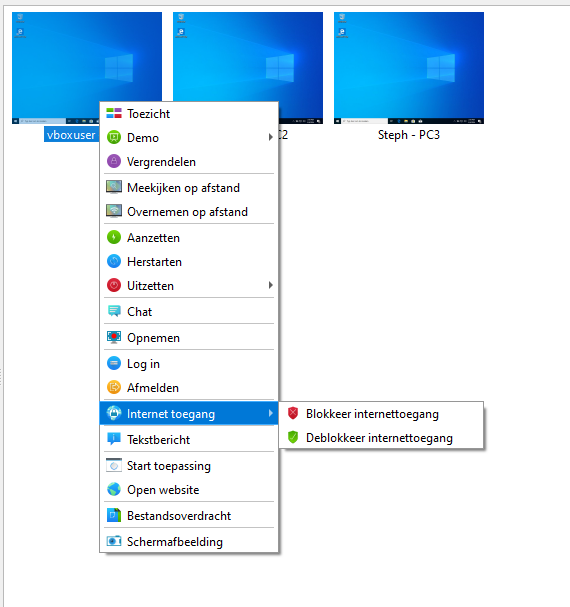 vboxuser
C2
Steph - PC3
Toezicht
Demo
Vergrendelen
Meekijken op afstand
Overnemen op afstand
Aanzetten
Herstarten
Uitzetten
Chat
Opnemen
Log in
Afmelden
Internet toegang
Blokkeer internettoegang
Deblokkeer internettoegang
Tekstbericht
Start toepassing
Open website
Bestandsoverdracht
Schermafbeelding